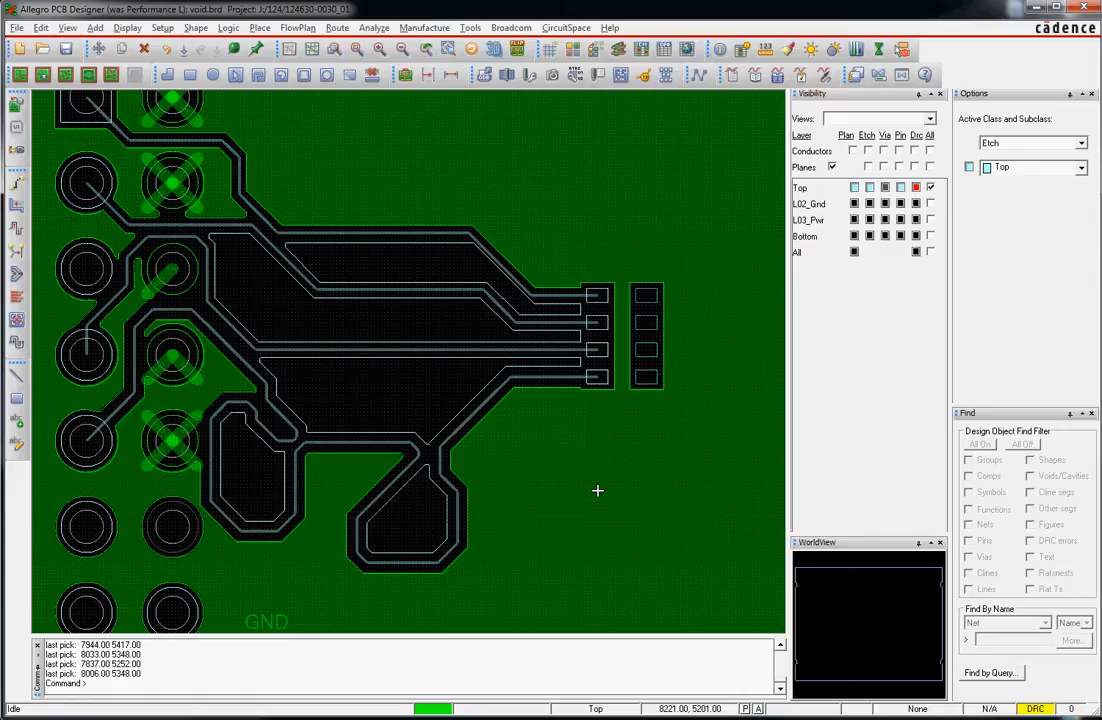 Allegro PCB Designer (was Performance L): void.brd Project: J:/124/124630-0030_01
File Edit View Add Display Setup Shape Logic Place FlowPlan Route Analyze Manufacture Tools Broadcom CircuitSpace Help
cādence
Visibility
Views:
Layer Plan Etch Via Pin Drc All
Conductors
Planes
Top
L02_Gnd
L03_Pwr
Bottom
All
Options
Active Class and Subclass:
Etch
Top
Find
Design Object Find Filter
All On All Off
Groups Shapes
Comps Voids/Cavities
Symbols Cline segs
Functions Other segs
Nets Figures
Pins DRC errors
Vias Text
Clines Ratsnests
Lines Rat Ts
Find By Name
Net Name
> More...
Find by Query...
WorldView
GND
last pick: 7944.00 5417.00
last pick: 8033.00 5348.00
last pick: 7837.00 5252.00
last pick: 8006.00 5348.00
Command >
Idle Top 8221.00, 5201.00 P A None N/A DRC 0